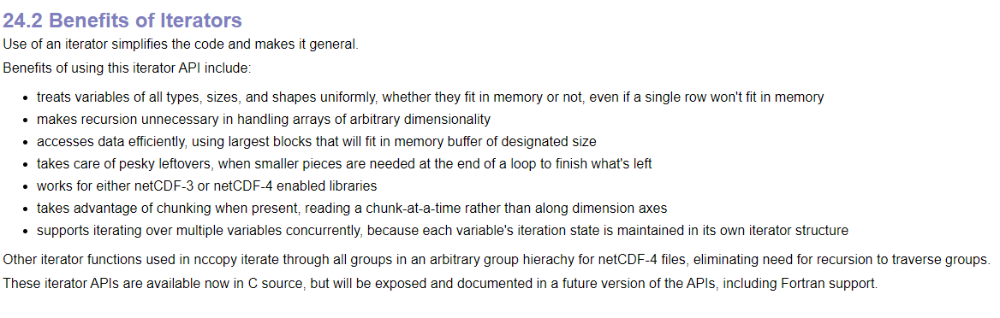 24.2 Benefits of Iterators
Use of an iterator simplifies the code and makes it general.
Benefits of using this iterator API include:
• treats variables of all types, sizes, and shapes uniformly, whether they fit in memory or not, even if a single row won't fit in memory
• makes recursion unnecessary in handling arrays of arbitrary dimensionality
• accesses data efficiently, using largest blocks that will fit in memory buffer of designated size
• takes care of pesky leftovers, when smaller pieces are needed at the end of a loop to finish what's left
• works for either netCDF-3 or netCDF-4 enabled libraries
• takes advantage of chunking when present, reading a chunk-at-a-time rather than along dimension axes
• supports iterating over multiple variables concurrently, because each variable's iteration state is maintained in its own iterator structure
Other iterator functions used in nccopy iterate through all groups in an arbitrary group hierachy for netCDF-4 files, eliminating need for recursion to traverse groups.
These iterator APIs are available now in C source, but will be exposed and documented in a future version of the APIs, including Fortran support.